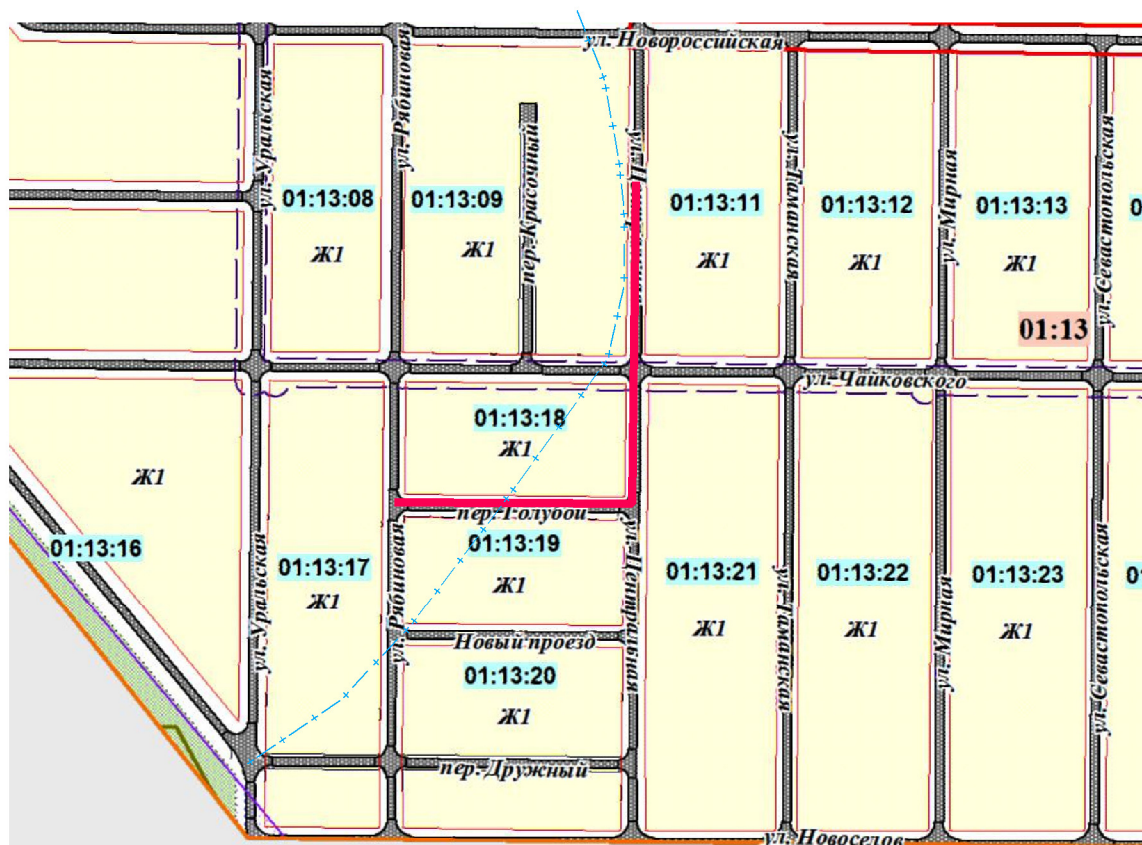 ул. Новороссийская
ул. Уральская
ул. Рябиновая
пер. Красочный
ул. Таманская
ул. Мирная
ул. Севастопольская
01:13:08
01:13:09
01:13:11
01:13:12
01:13:13
Ж1
Ж1
Ж1
Ж1
Ж1
01:13
ул. Чайковского
01:13:18
Ж1
Ж1
пер. Голубой
01:13:16
01:13:17
01:13:19
01:13:21
01:13:22
01:13:23
Ж1
Ж1
Ж1
Ж1
Ж1
ул. Уральская
ул. Рябиновая
ул. Центральная
ул. Таманская
ул. Мирная
ул. Севастопольская
Новый проезд
01:13:20
Ж1
пер. Дружный
ул. Новоселов